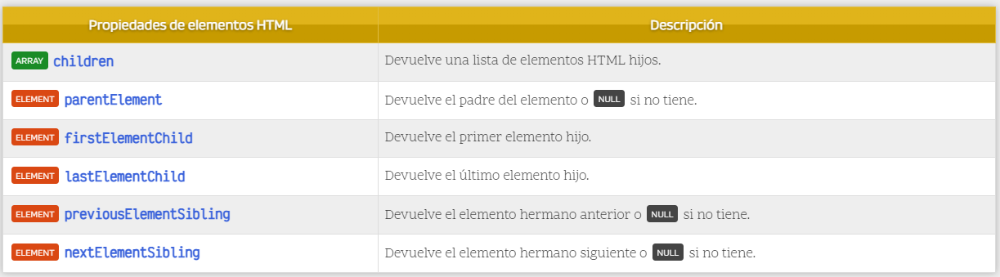 Propiedades de elementos HTML Descripción
ARRAY children Devuelve una lista de elementos HTML hijos.
ELEMENT parentElement Devuelve el padre del elemento o NULL si no tiene.
ELEMENT firstElementChild Devuelve el primer elemento hijo.
ELEMENT lastElementChild Devuelve el último elemento hijo.
ELEMENT previousElementSibling Devuelve el elemento hermano anterior o NULL si no tiene.
ELEMENT nextElementSibling Devuelve el elemento hermano siguiente o NULL si no tiene.